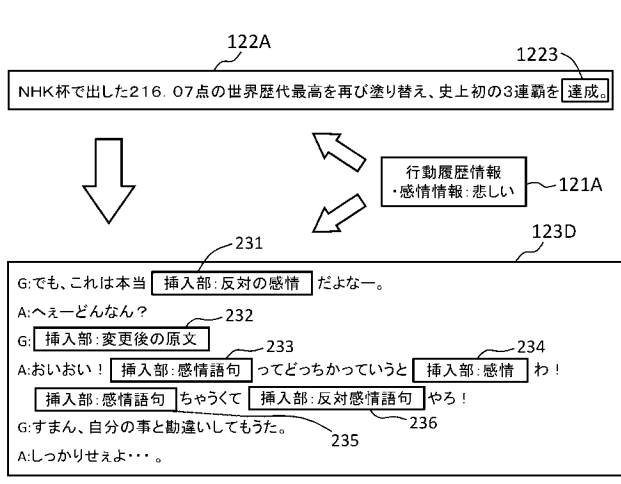 122A
1223
NHK杯で出した216.07点の世界歴代最高を再び塗り替え、史上初の3連覇を 達成。
行動履歴情報
・感情情報:悲しい
121A
123D
231
G:でも、これは本当 挿入部:反対の感情 だよなー。
A:へぇーどんなん?
232
G: 挿入部:変更後の原文
233
234
A:おいおい! 挿入部:感情語句 ってどっちかっていうと 挿入部:感情 わ!
挿入部:感情語句 ちゃうくて 挿入部:反対感情語句 やろ!
235
236
G:すまん、自分の事と勘違いしてもうた。
A:しっかりせぇよ・・・。